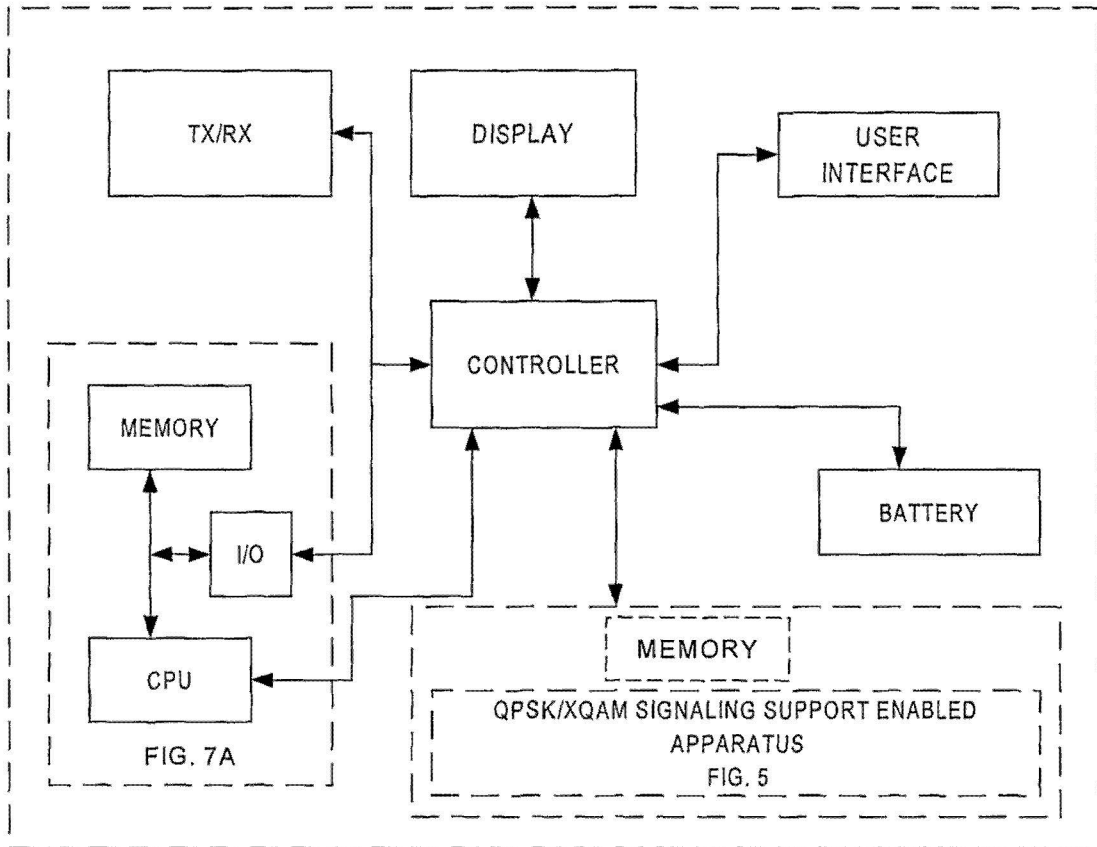 TX/RX
DISPLAY
USER
INTERFACE
CONTROLLER
MEMORY
I/O
BATTERY
CPU
FIG. 7A
MEMORY
QPSK/XQAM SIGNALING SUPPORT ENABLED
APPARATUS
FIG. 5